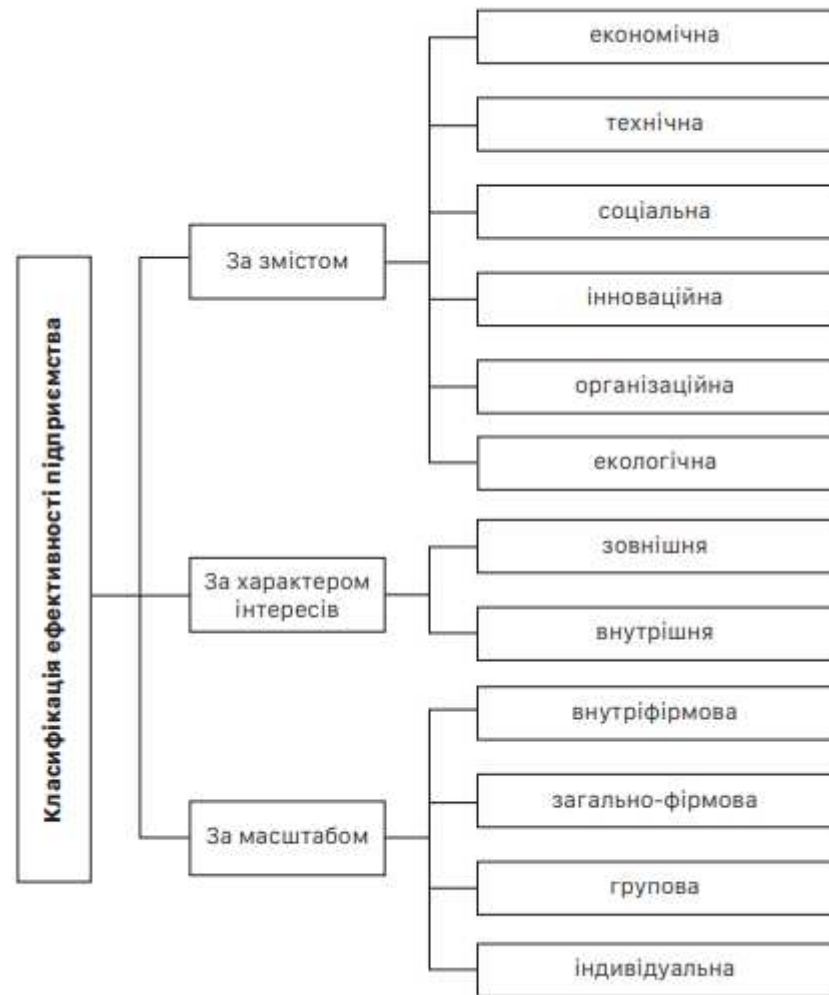 Класифікація ефективності підприємства
За змістом
економічна
технічна
соціальна
інноваційна
організаційна
екологічна
За характером
інтересів
зовнішня
внутрішня
За масштабом
внутріфірмова
загально-фірмова
групова
індивідуальна